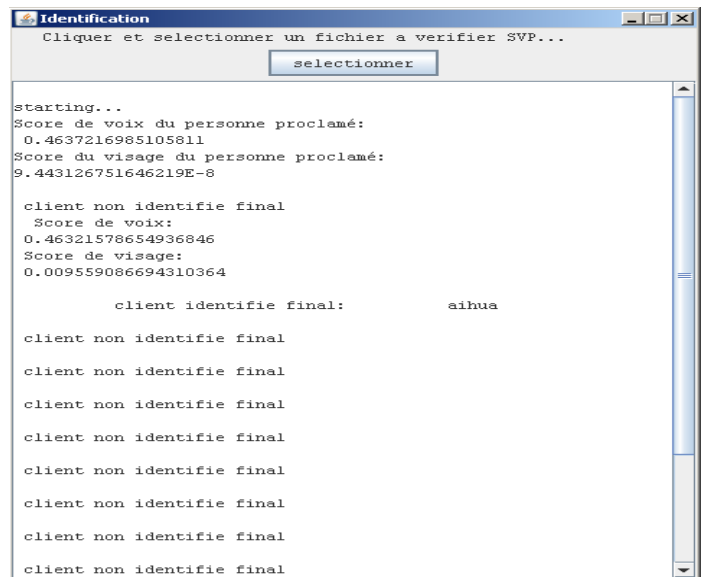 Identification
Cliquer et selectionner un fichier a verifier SVP...
selectionner
starting...
Score de voix du personne proclamé:
0.4637216985105811
Score du visage du personne proclamé:
9.443126751646219E-8
client non identifie final
Score de voix:
0.46321578654936846
Score de visage:
0.009559086694310364
client identifie final: aihua
client non identifie final
client non identifie final
client non identifie final
client non identifie final
client non identifie final
client non identifie final
client non identifie final
client non identifie final